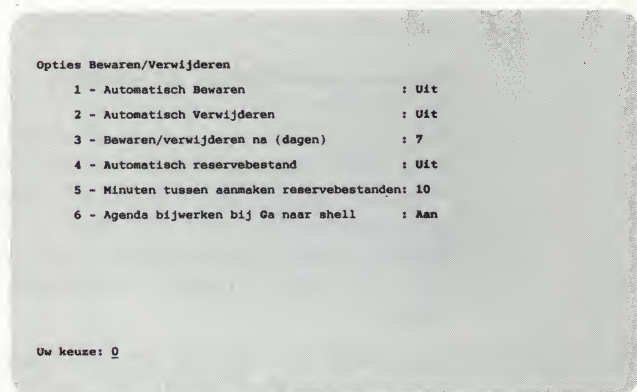 Opties Bewaren/Verwijderen
1 - Automatisch Bewaren : Uit
2 - Automatisch Verwijderen : Uit
3 - Bewaren/verwijderen na (dagen) : 7
4 - Automatisch reservebestand : Uit
5 - Minuten tussen aanmaken reservebestanden: 10
6 - Agenda bijwerken bij Ga naar shell : Aan
Uw keuze: 0